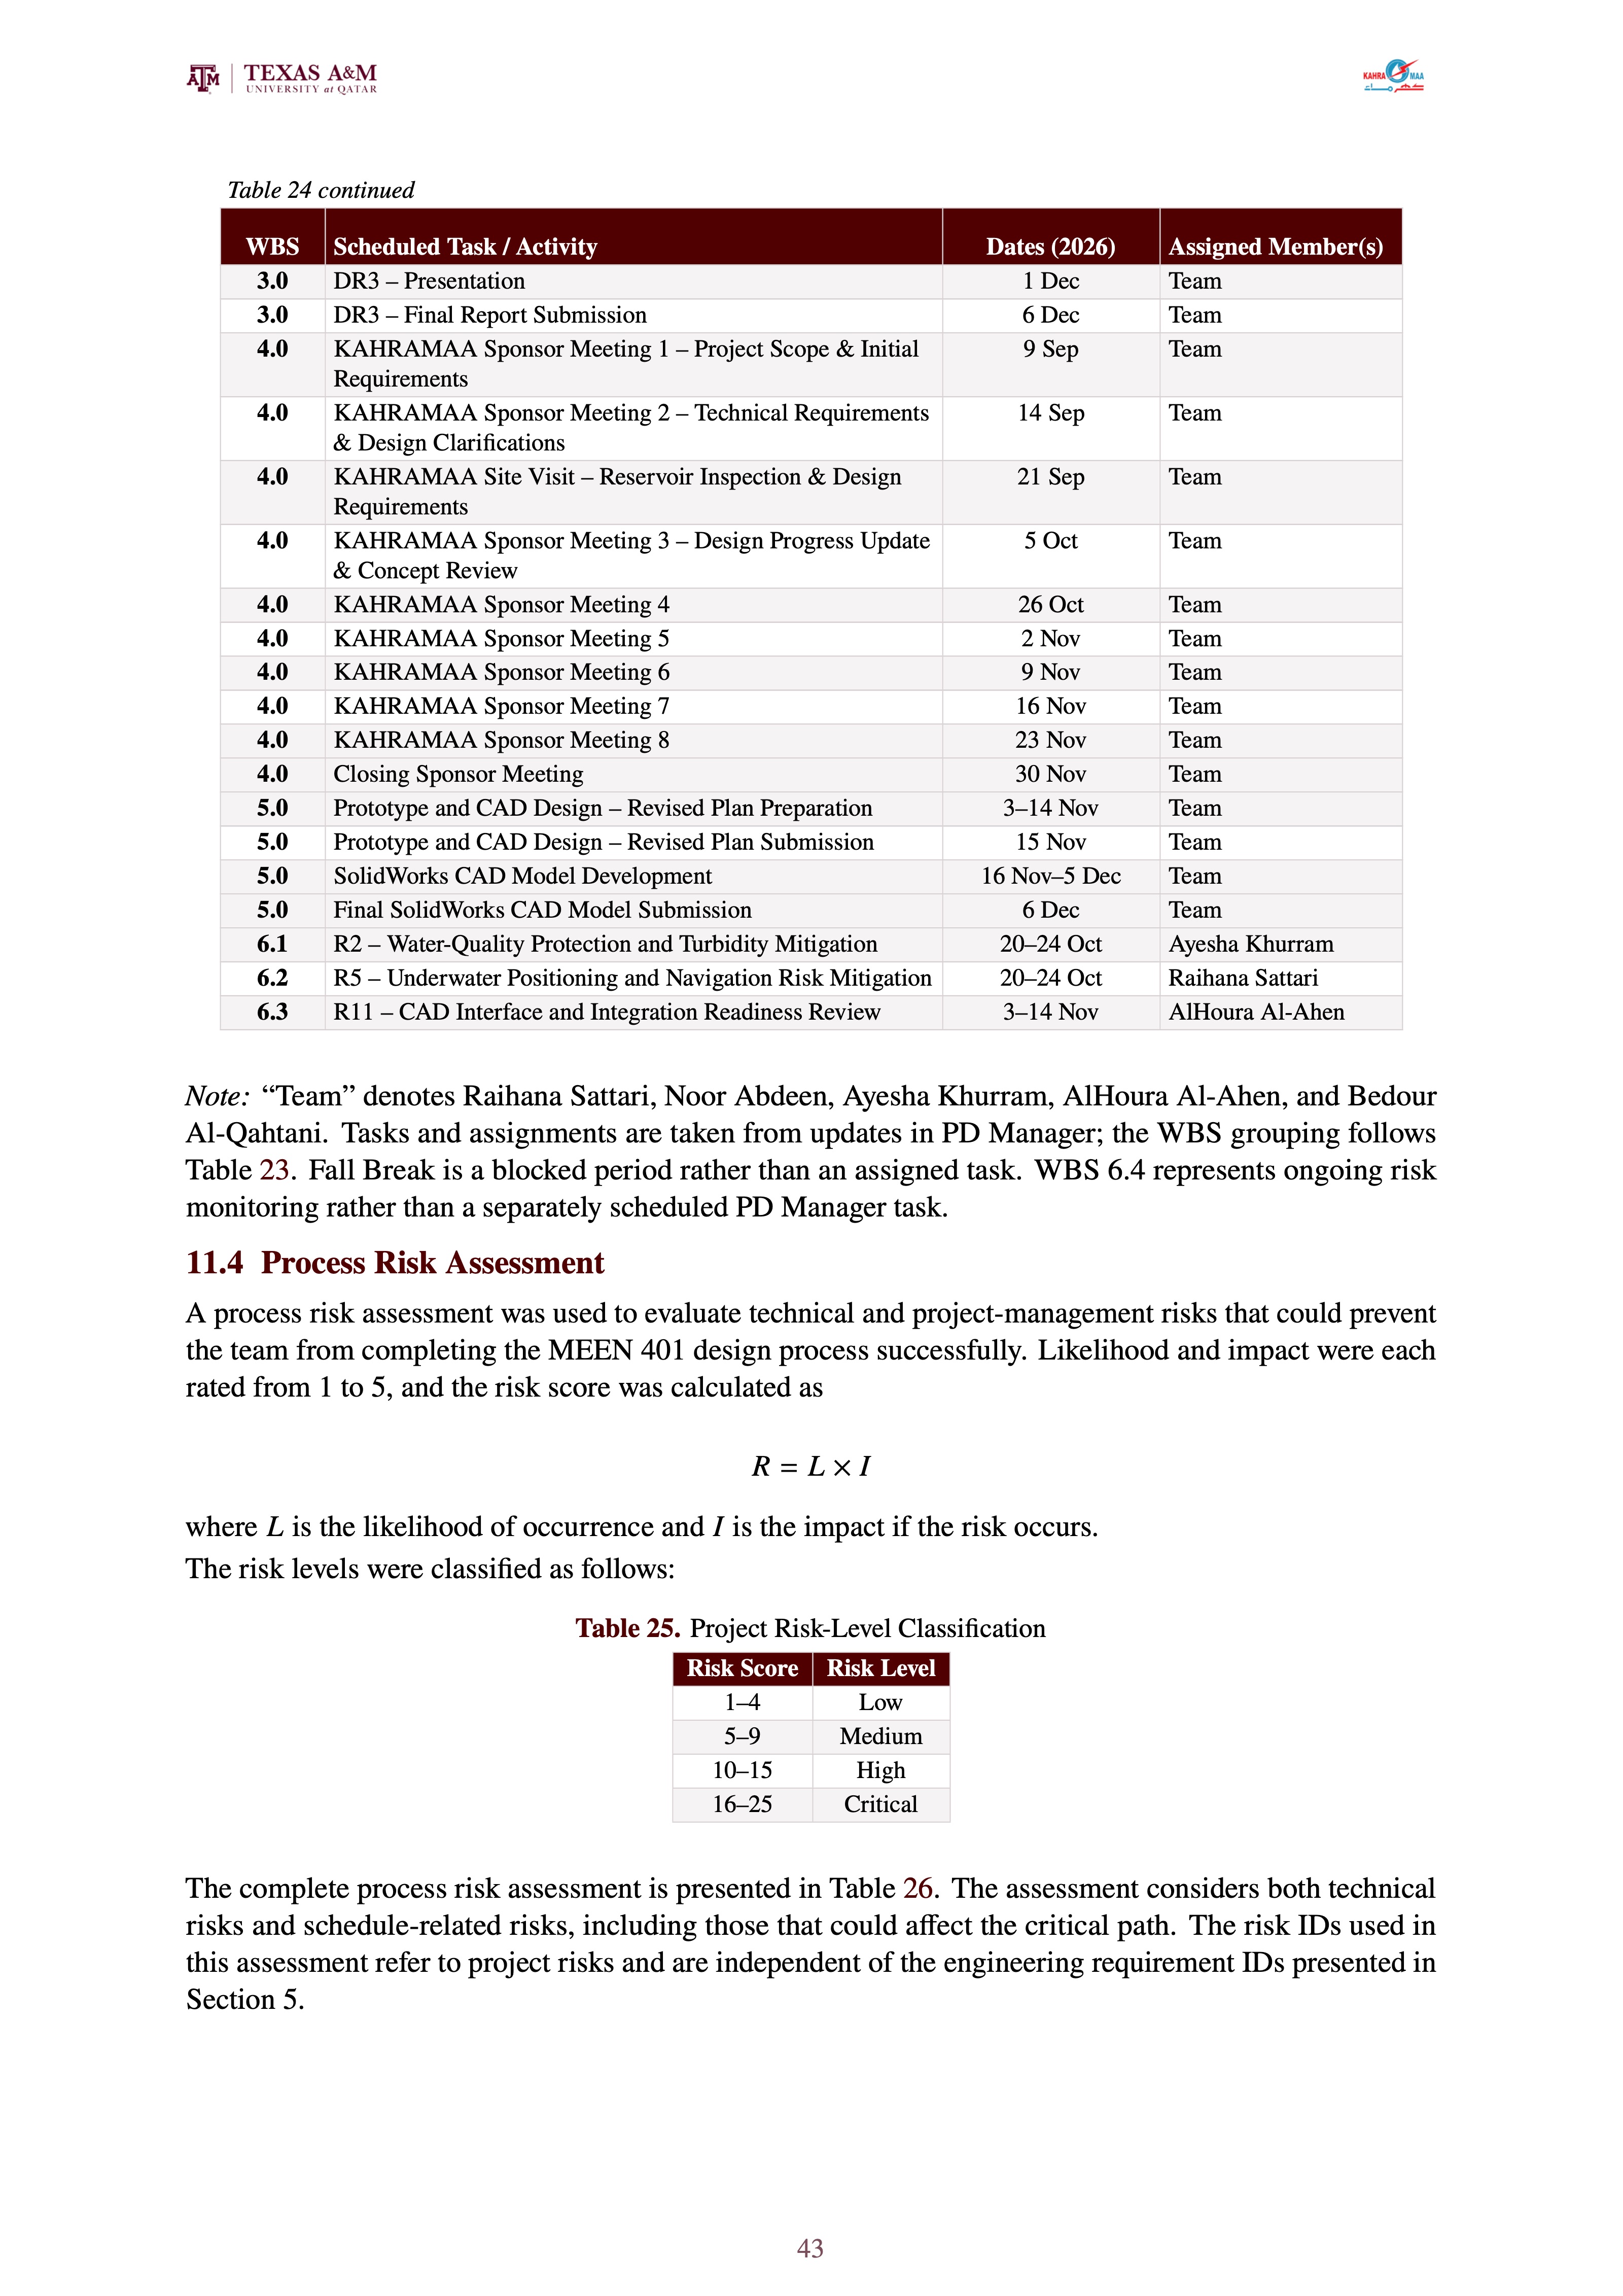 TEXAS A&M
UNIVERSITY at QATAR
KAHRA MAA
كهرماء
Table 24 continued
WBS Scheduled Task / Activity Dates (2026) Assigned Member(s)
3.0 DR3 – Presentation 1 Dec Team
3.0 DR3 – Final Report Submission 6 Dec Team
4.0 KAHRAMAA Sponsor Meeting 1 – Project Scope & Initial 9 Sep Team
Requirements
4.0 KAHRAMAA Sponsor Meeting 2 – Technical Requirements 14 Sep Team
& Design Clarifications
4.0 KAHRAMAA Site Visit – Reservoir Inspection & Design 21 Sep Team
Requirements
4.0 KAHRAMAA Sponsor Meeting 3 – Design Progress Update 5 Oct Team
& Concept Review
4.0 KAHRAMAA Sponsor Meeting 4 26 Oct Team
4.0 KAHRAMAA Sponsor Meeting 5 2 Nov Team
4.0 KAHRAMAA Sponsor Meeting 6 9 Nov Team
4.0 KAHRAMAA Sponsor Meeting 7 16 Nov Team
4.0 KAHRAMAA Sponsor Meeting 8 23 Nov Team
4.0 Closing Sponsor Meeting 30 Nov Team
5.0 Prototype and CAD Design – Revised Plan Preparation 3–14 Nov Team
5.0 Prototype and CAD Design – Revised Plan Submission 15 Nov Team
5.0 SolidWorks CAD Model Development 16 Nov–5 Dec Team
5.0 Final SolidWorks CAD Model Submission 6 Dec Team
6.1 R2 – Water-Quality Protection and Turbidity Mitigation 20–24 Oct Ayesha Khurram
6.2 R5 – Underwater Positioning and Navigation Risk Mitigation 20–24 Oct Raihana Sattari
6.3 R11 – CAD Interface and Integration Readiness Review 3–14 Nov AlHoura Al-Ahen
Note: “Team” denotes Raihana Sattari, Noor Abdeen, Ayesha Khurram, AlHoura Al-Ahen, and Bedour
Al-Qahtani. Tasks and assignments are taken from updates in PD Manager; the WBS grouping follows
Table 23. Fall Break is a blocked period rather than an assigned task. WBS 6.4 represents ongoing risk
monitoring rather than a separately scheduled PD Manager task.
11.4 Process Risk Assessment
A process risk assessment was used to evaluate technical and project-management risks that could prevent
the team from completing the MEEN 401 design process successfully. Likelihood and impact were each
rated from 1 to 5, and the risk score was calculated as
R = L × I
where L is the likelihood of occurrence and I is the impact if the risk occurs.
The risk levels were classified as follows:
Table 25. Project Risk-Level Classification
Risk Score Risk Level
1–4 Low
5–9 Medium
10–15 High
16–25 Critical
The complete process risk assessment is presented in Table 26. The assessment considers both technical
risks and schedule-related risks, including those that could affect the critical path. The risk IDs used in
this assessment refer to project risks and are independent of the engineering requirement IDs presented in
Section 5.
43